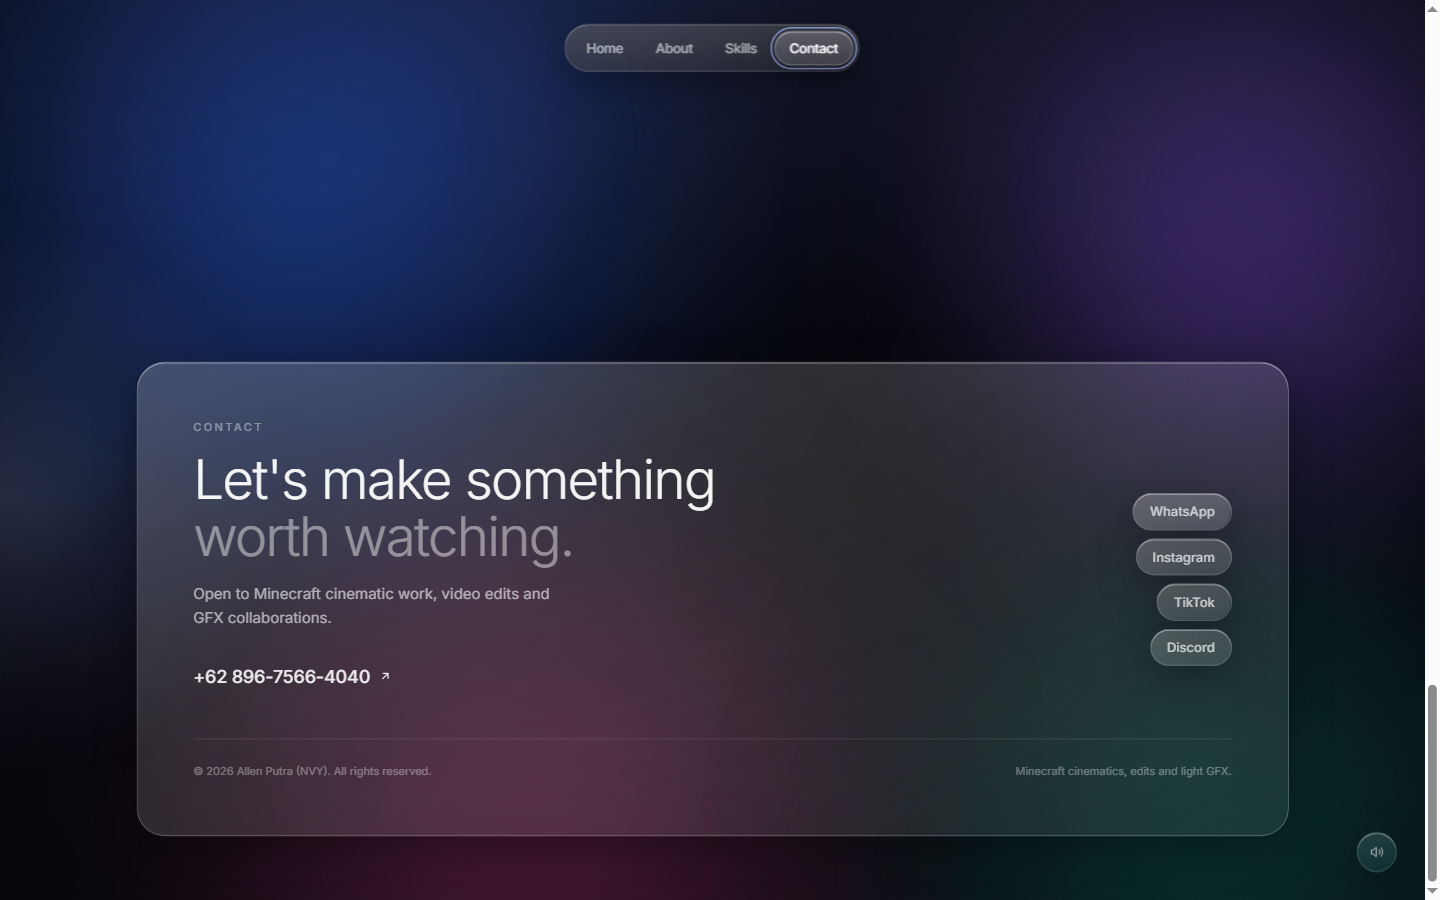 Home
About
Skills
Contact
CONTACT
Let's make something
worth watching.
Open to Minecraft cinematic work, video edits and
GFX collaborations.
+62 896-7566-4040 ↗
WhatsApp
Instagram
TikTok
Discord
© 2026 Allen Putra (NVY). All rights reserved.
Minecraft cinematics, edits and light GFX.